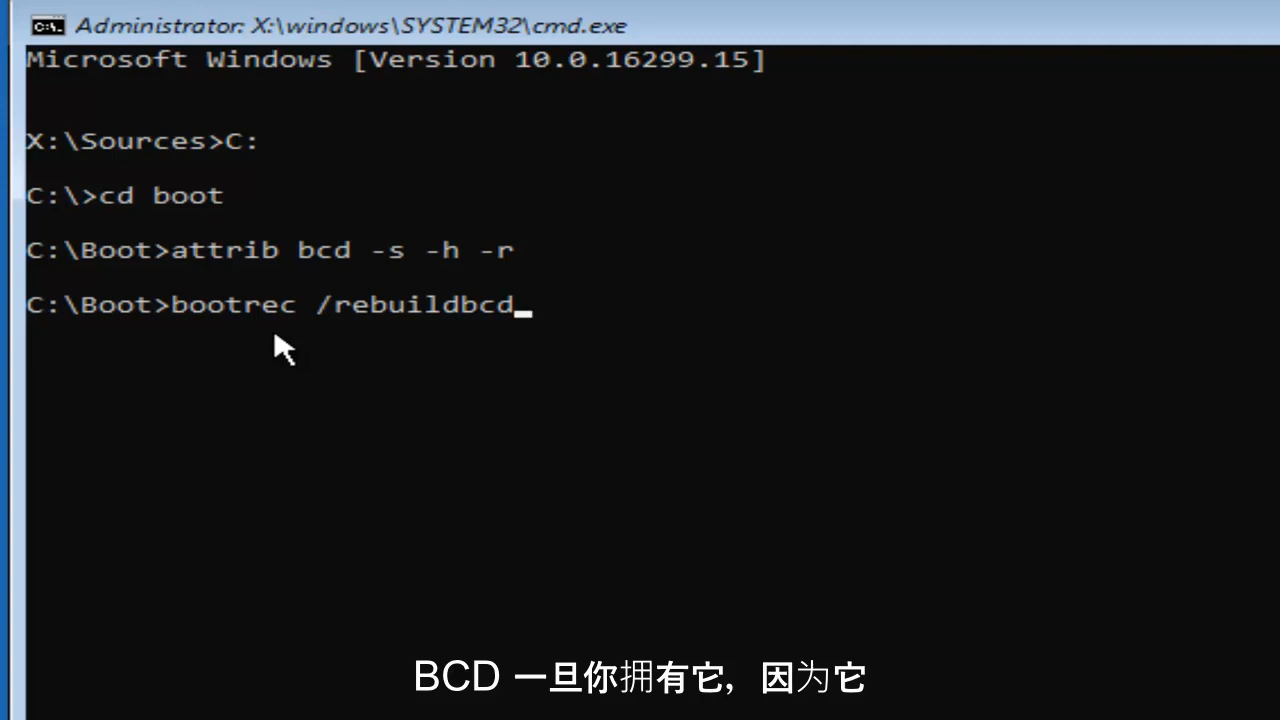 Administrator: X:\windows\SYSTEM32\cmd.exe
Microsoft Windows [Version 10.0.16299.15]
X:\Sources>C:
C:\>cd boot
C:\Boot>attrib bcd -s -h -r
C:\Boot>bootrec /rebuildbcd_
BCD 一旦你拥有它，因为它